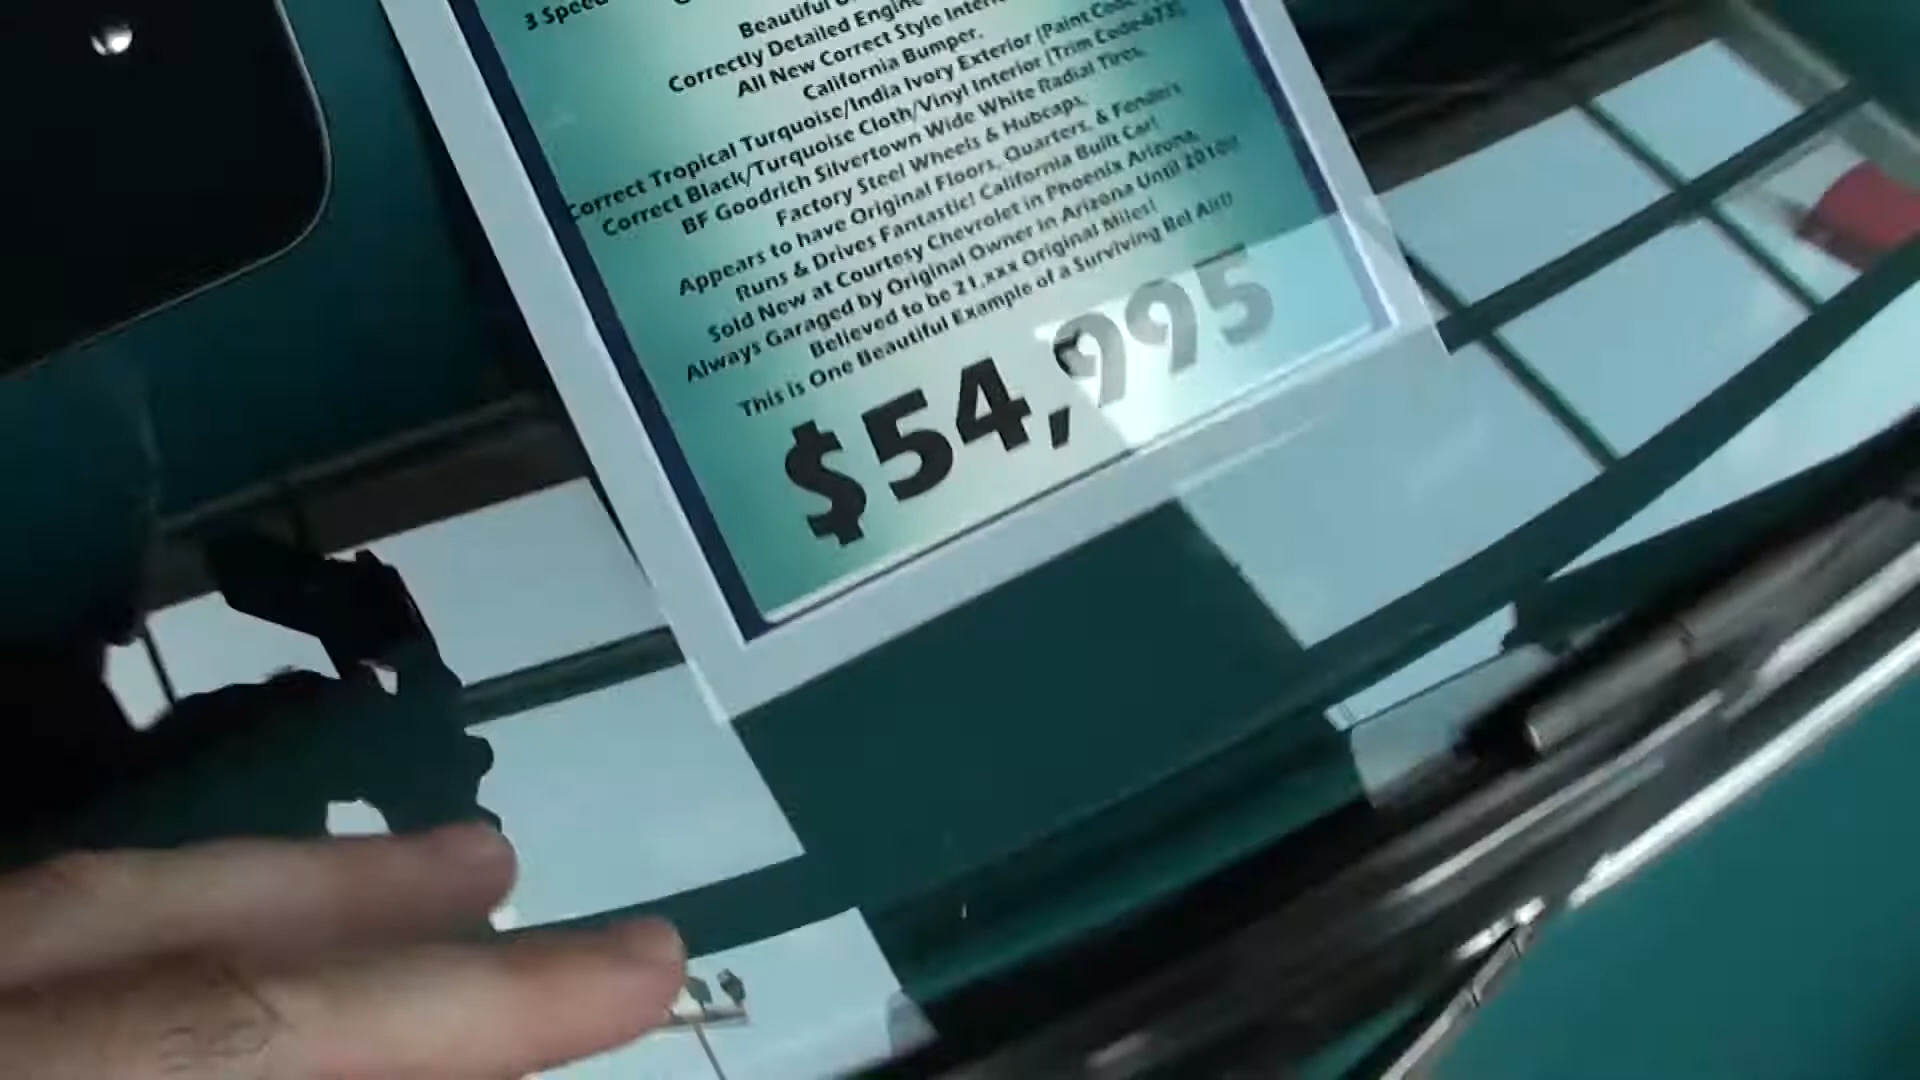 3 Speed
Beautiful
Correctly Detailed Engine
All New Correct Style
California Bumper.
Correct Tropical Turquoise/India Ivory Exterior (Paint Code
Correct Black/Turquoise Cloth/Vinyl Interior (Trim Code-673).
BF Goodrich Silvertown Wide White Radial Tires.
Factory Steel Wheels & Hubcaps.
Appears to have Original Floors, Quarters, & Fenders
Runs & Drives Fantastic! California Built Car!
Sold New at Courtesy Chevrolet in Phoenix Arizona.
Always Garaged by Original Owner in Arizona Until 2010!!
Believed to be 21,xxx Original Miles!
This is One Beautiful Example of a Surviving Bel Air!!
$54,995